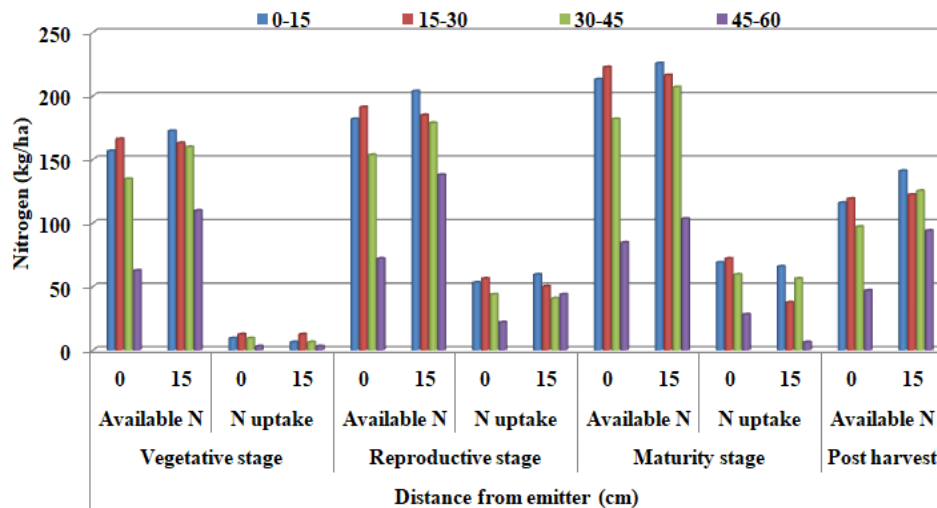 0-15 15-30 30-45 45-60
Nitrogen (kg/ha)
250
200
150
100
50
0
0 15 0 15 0 15 0 15 0 15 0 15 0 15
Available N N uptake Available N N uptake Available N N uptake Available N
Vegetative stage Reproductive stage Maturity stage Post harvest
Distance from emitter (cm)